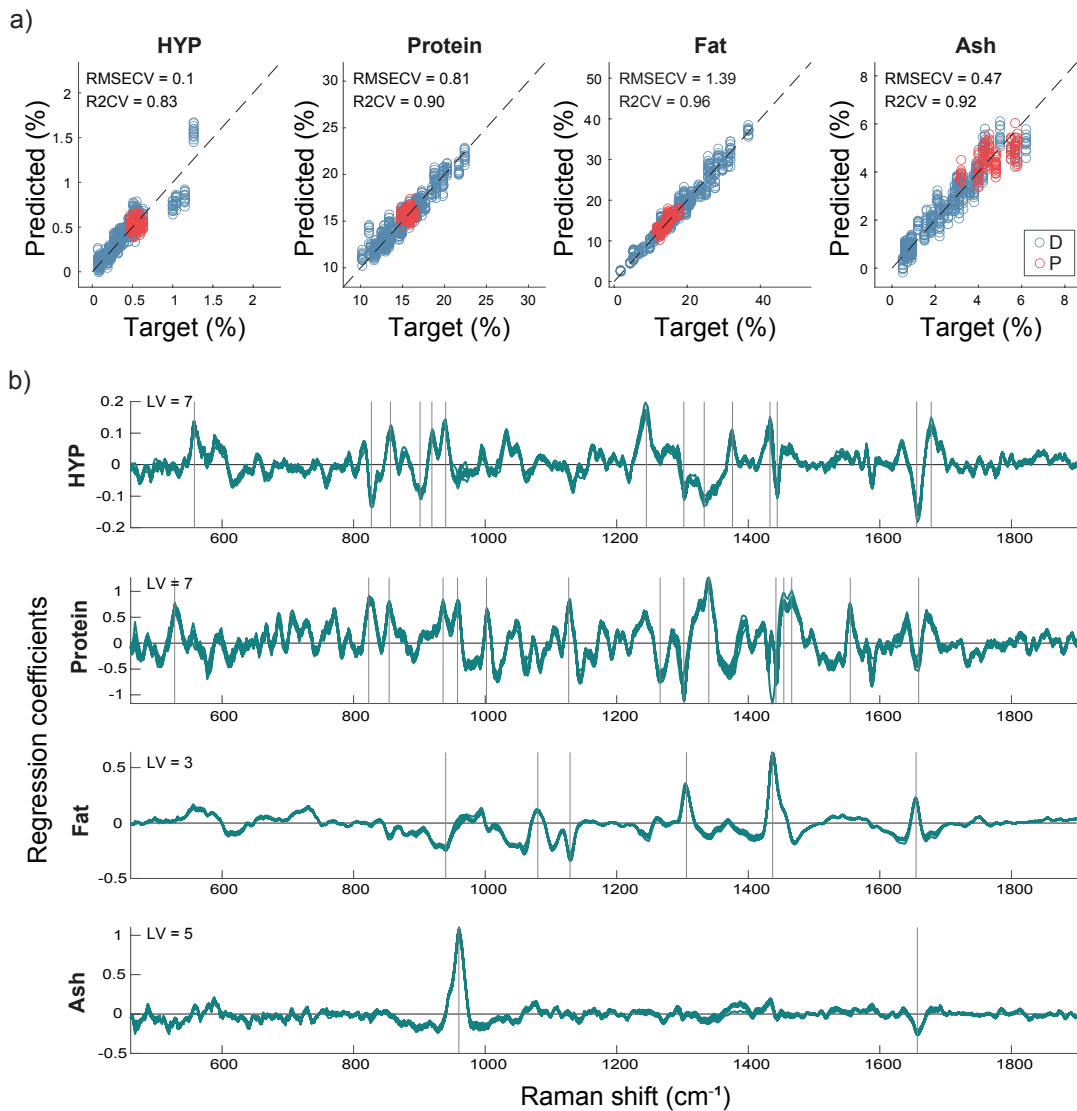 a)
HYP
Protein
Fat
Ash
RMSECV = 0.1
R2CV = 0.83
RMSECV = 0.81
R2CV = 0.90
RMSECV = 1.39
R2CV = 0.96
RMSECV = 0.47
R2CV = 0.92
Predicted (%)
2
1.5
1
0.5
0
0 0.5 1 1.5 2
Target (%)
Predicted (%)
30
25
20
15
10
10 15 20 25 30
Target (%)
Predicted (%)
50
40
30
20
10
0
0 20 40
Target (%)
Predicted (%)
8
6
4
2
0
0 2 4 6 8
Target (%)
D
P
b)
Regression coefficients
HYP
LV = 7
0.2
0.1
0
-0.1
-0.2
600 800 1000 1200 1400 1600 1800
Protein
LV = 7
1
0.5
0
-0.5
-1
600 800 1000 1200 1400 1600 1800
Fat
LV = 3
0.5
0
-0.5
600 800 1000 1200 1400 1600 1800
Ash
LV = 5
1
0.5
0
-0.5
600 800 1000 1200 1400 1600 1800
Raman shift (cm⁻¹)